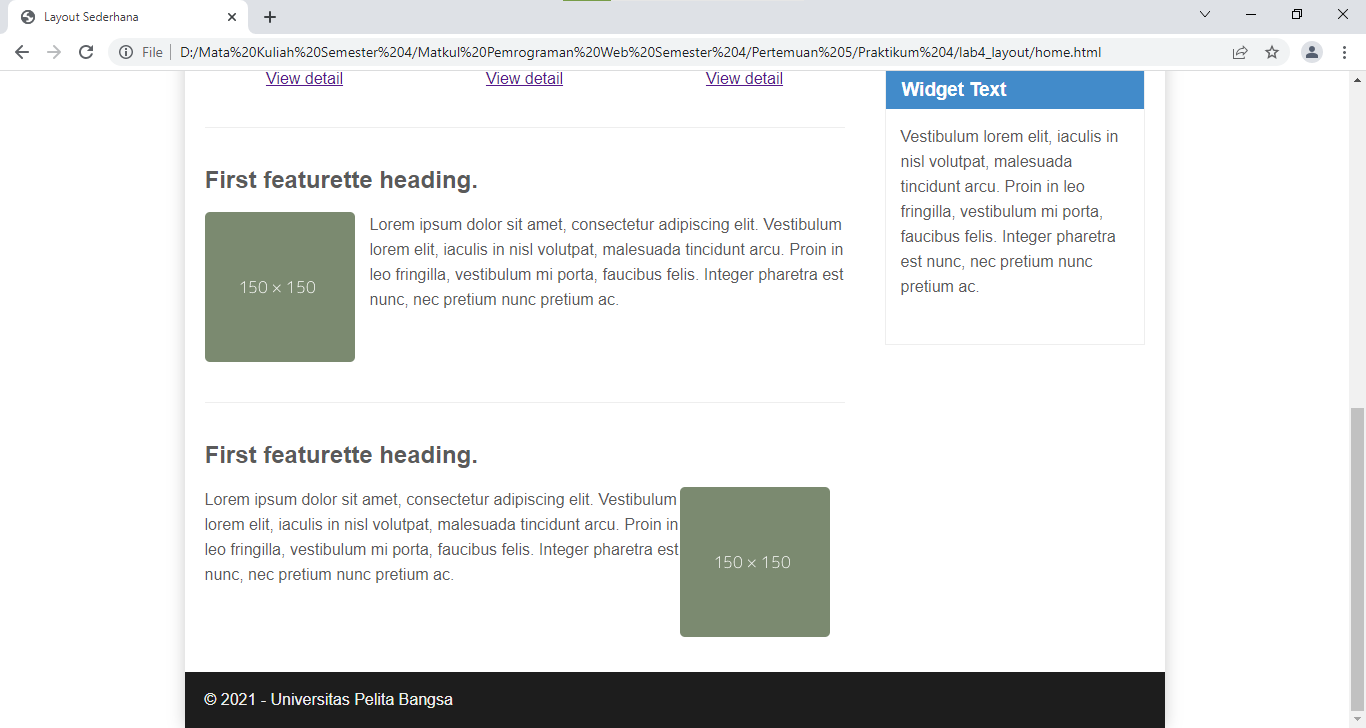 Layout Sederhana
File D:/Mata%20Kuliah%20Semester%204/Matkul%20Pemrograman%20Web%20Semester%204/Pertemuan%205/Praktikum%204/lab4_layout/home.html
View detail View detail View detail
First featurette heading.
150 × 150
Lorem ipsum dolor sit amet, consectetur adipiscing elit. Vestibulum
lorem elit, iaculis in nisl volutpat, malesuada tincidunt arcu. Proin in
leo fringilla, vestibulum mi porta, faucibus felis. Integer pharetra est
nunc, nec pretium nunc pretium ac.
First featurette heading.
Lorem ipsum dolor sit amet, consectetur adipiscing elit. Vestibulum
lorem elit, iaculis in nisl volutpat, malesuada tincidunt arcu. Proin in
leo fringilla, vestibulum mi porta, faucibus felis. Integer pharetra est
nunc, nec pretium nunc pretium ac.
150 × 150
Widget Text
Vestibulum lorem elit, iaculis in
nisl volutpat, malesuada
tincidunt arcu. Proin in leo
fringilla, vestibulum mi porta,
faucibus felis. Integer pharetra
est nunc, nec pretium nunc
pretium ac.
© 2021 - Universitas Pelita Bangsa